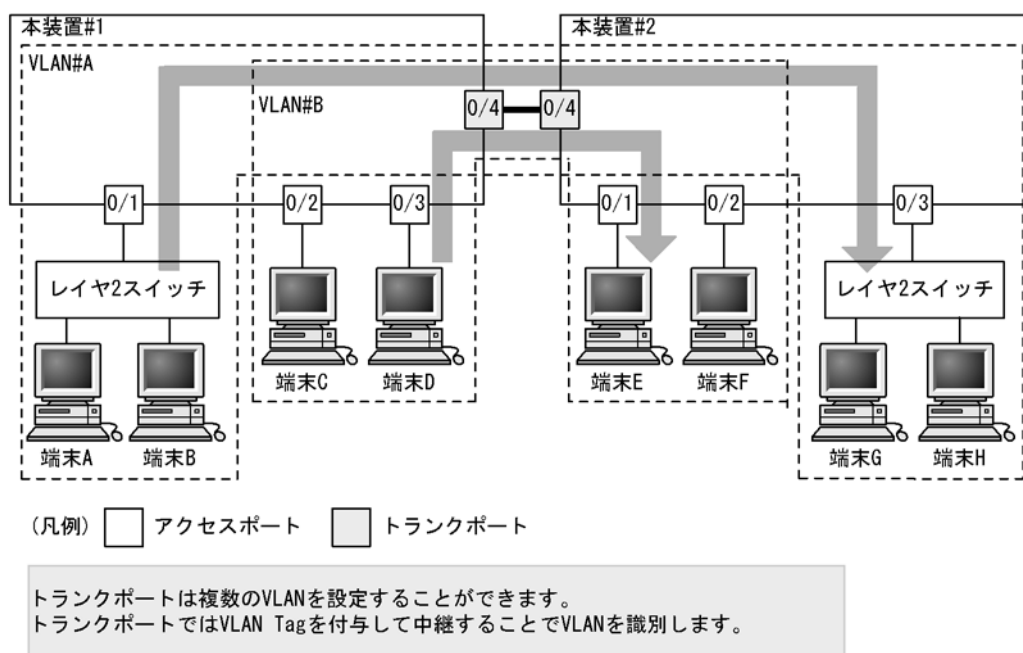 本装置#1
本装置#2
VLAN#A
VLAN#B
0/4
0/4
0/1
0/2
0/3
0/1
0/2
0/3
レイヤ2スイッチ
レイヤ2スイッチ
端末C
端末D
端末E
端末F
端末A
端末B
端末G
端末H
(凡例)
アクセスポート
トランクポート
トランクポートは複数のVLANを設定することができます。
トランクポートではVLAN Tagを付与して中継することでVLANを識別します。